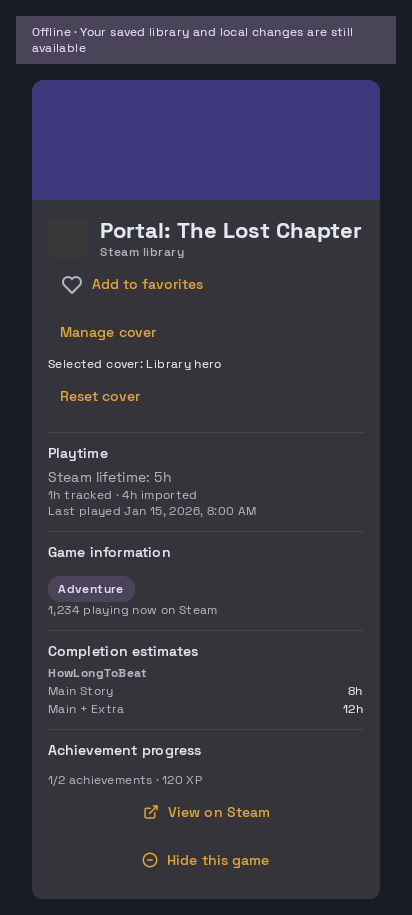 Offline · Your saved library and local changes are still
available
Portal: The Lost Chapter
Steam library
Add to favorites
Manage cover
Selected cover: Library hero
Reset cover
Playtime
Steam lifetime: 5h
1h tracked · 4h imported
Last played Jan 15, 2026, 8:00 AM
Game information
Adventure
1,234 playing now on Steam
Completion estimates
HowLongToBeat
Main Story 8h
Main + Extra 12h
Achievement progress
1/2 achievements · 120 XP
View on Steam
Hide this game